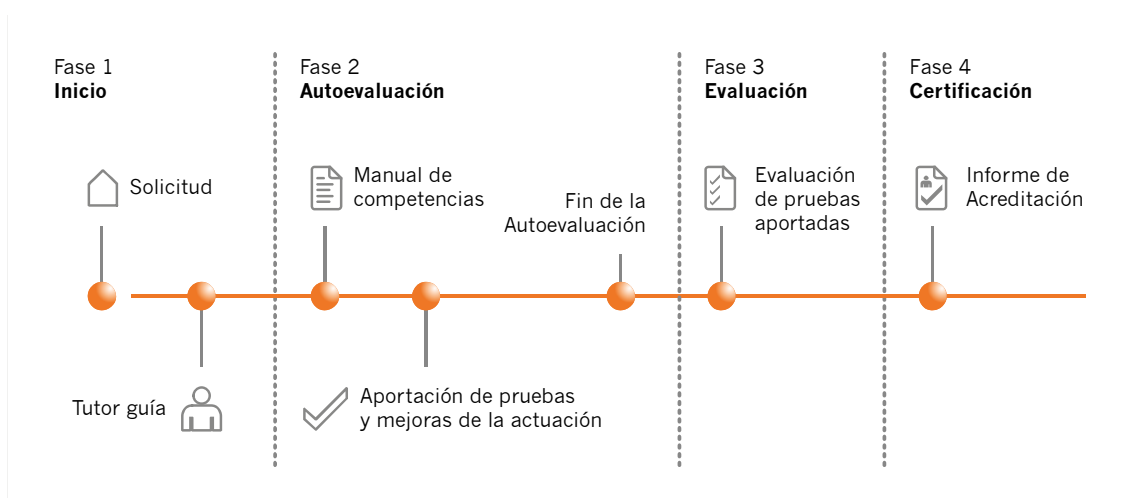 Fase 1
Inicio
Solicitud
Tutor guía
Fase 2
Autoevaluación
Manual de
competencias
Aportación de pruebas
y mejoras de la actuación
Fin de la
Autoevaluación
Fase 3
Evaluación
Evaluación
de pruebas
aportadas
Fase 4
Certificación
Informe de
Acreditación